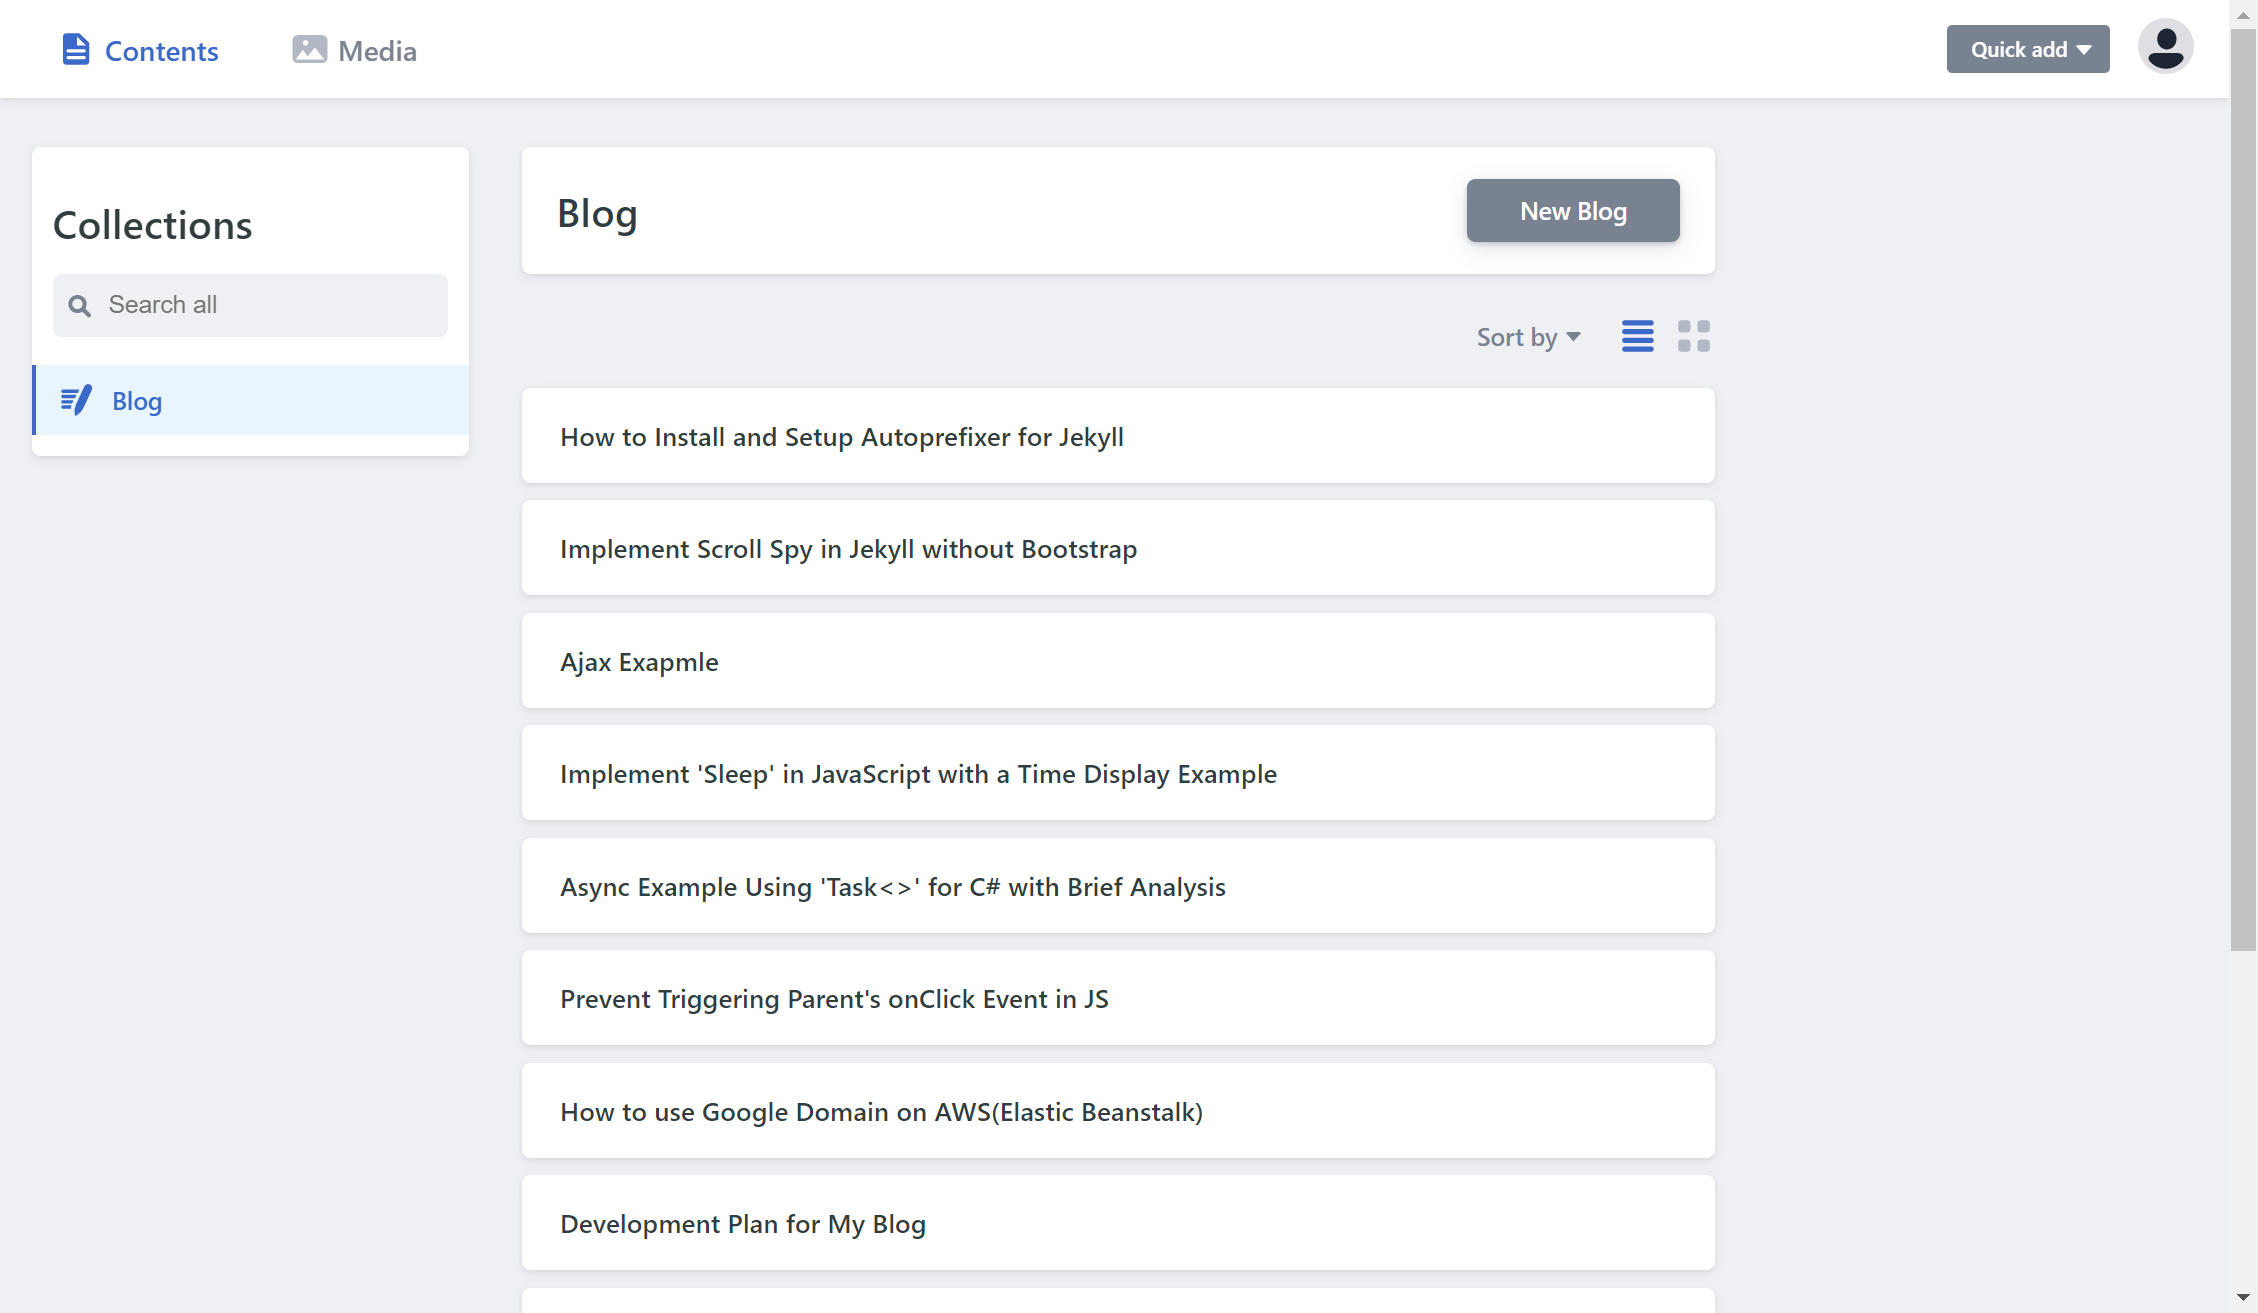 Contents
Media
Quick add
Collections
Search all
Blog
Blog
New Blog
Sort by
How to Install and Setup Autoprefixer for Jekyll
Implement Scroll Spy in Jekyll without Bootstrap
Ajax Exapmle
Implement 'Sleep' in JavaScript with a Time Display Example
Async Example Using 'Task<>' for C# with Brief Analysis
Prevent Triggering Parent's onClick Event in JS
How to use Google Domain on AWS(Elastic Beanstalk)
Development Plan for My Blog